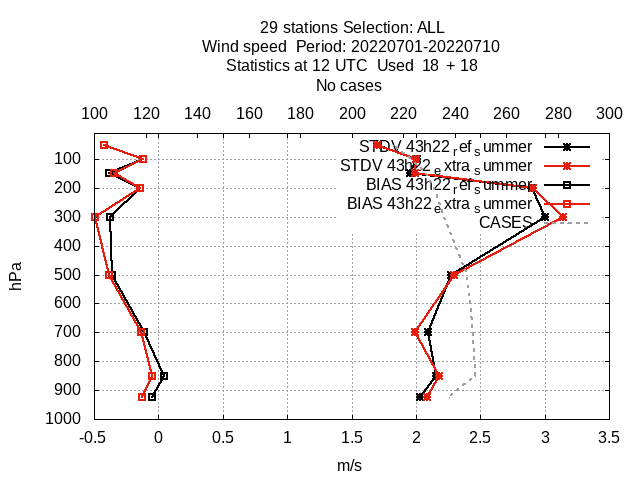 29 stations Selection: ALL
Wind speed  Period: 20220701-20220710
Statistics at 12 UTC  Used  18  + 18
No cases
100 120 140 160 180 200 220 240 260 280 300
STDV 43h22_ref_summer
STDV 43h22_extra_summer
BIAS 43h22_ref_summer
BIAS 43h22_extra_summer
CASES
hPa
100
200
300
400
500
600
700
800
900
1000
-0.5 0 0.5 1 1.5 2 2.5 3 3.5
m/s